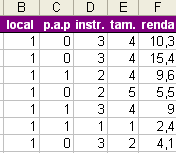 B C D E F
local p.a.p instr. tam. renda
1 0 3 4 10,3
1 0 3 4 15,4
1 1 2 4 9,6
1 0 2 5 5,5
1 1 3 4 9
1 1 1 1 2,4
1 0 3 2 4,1